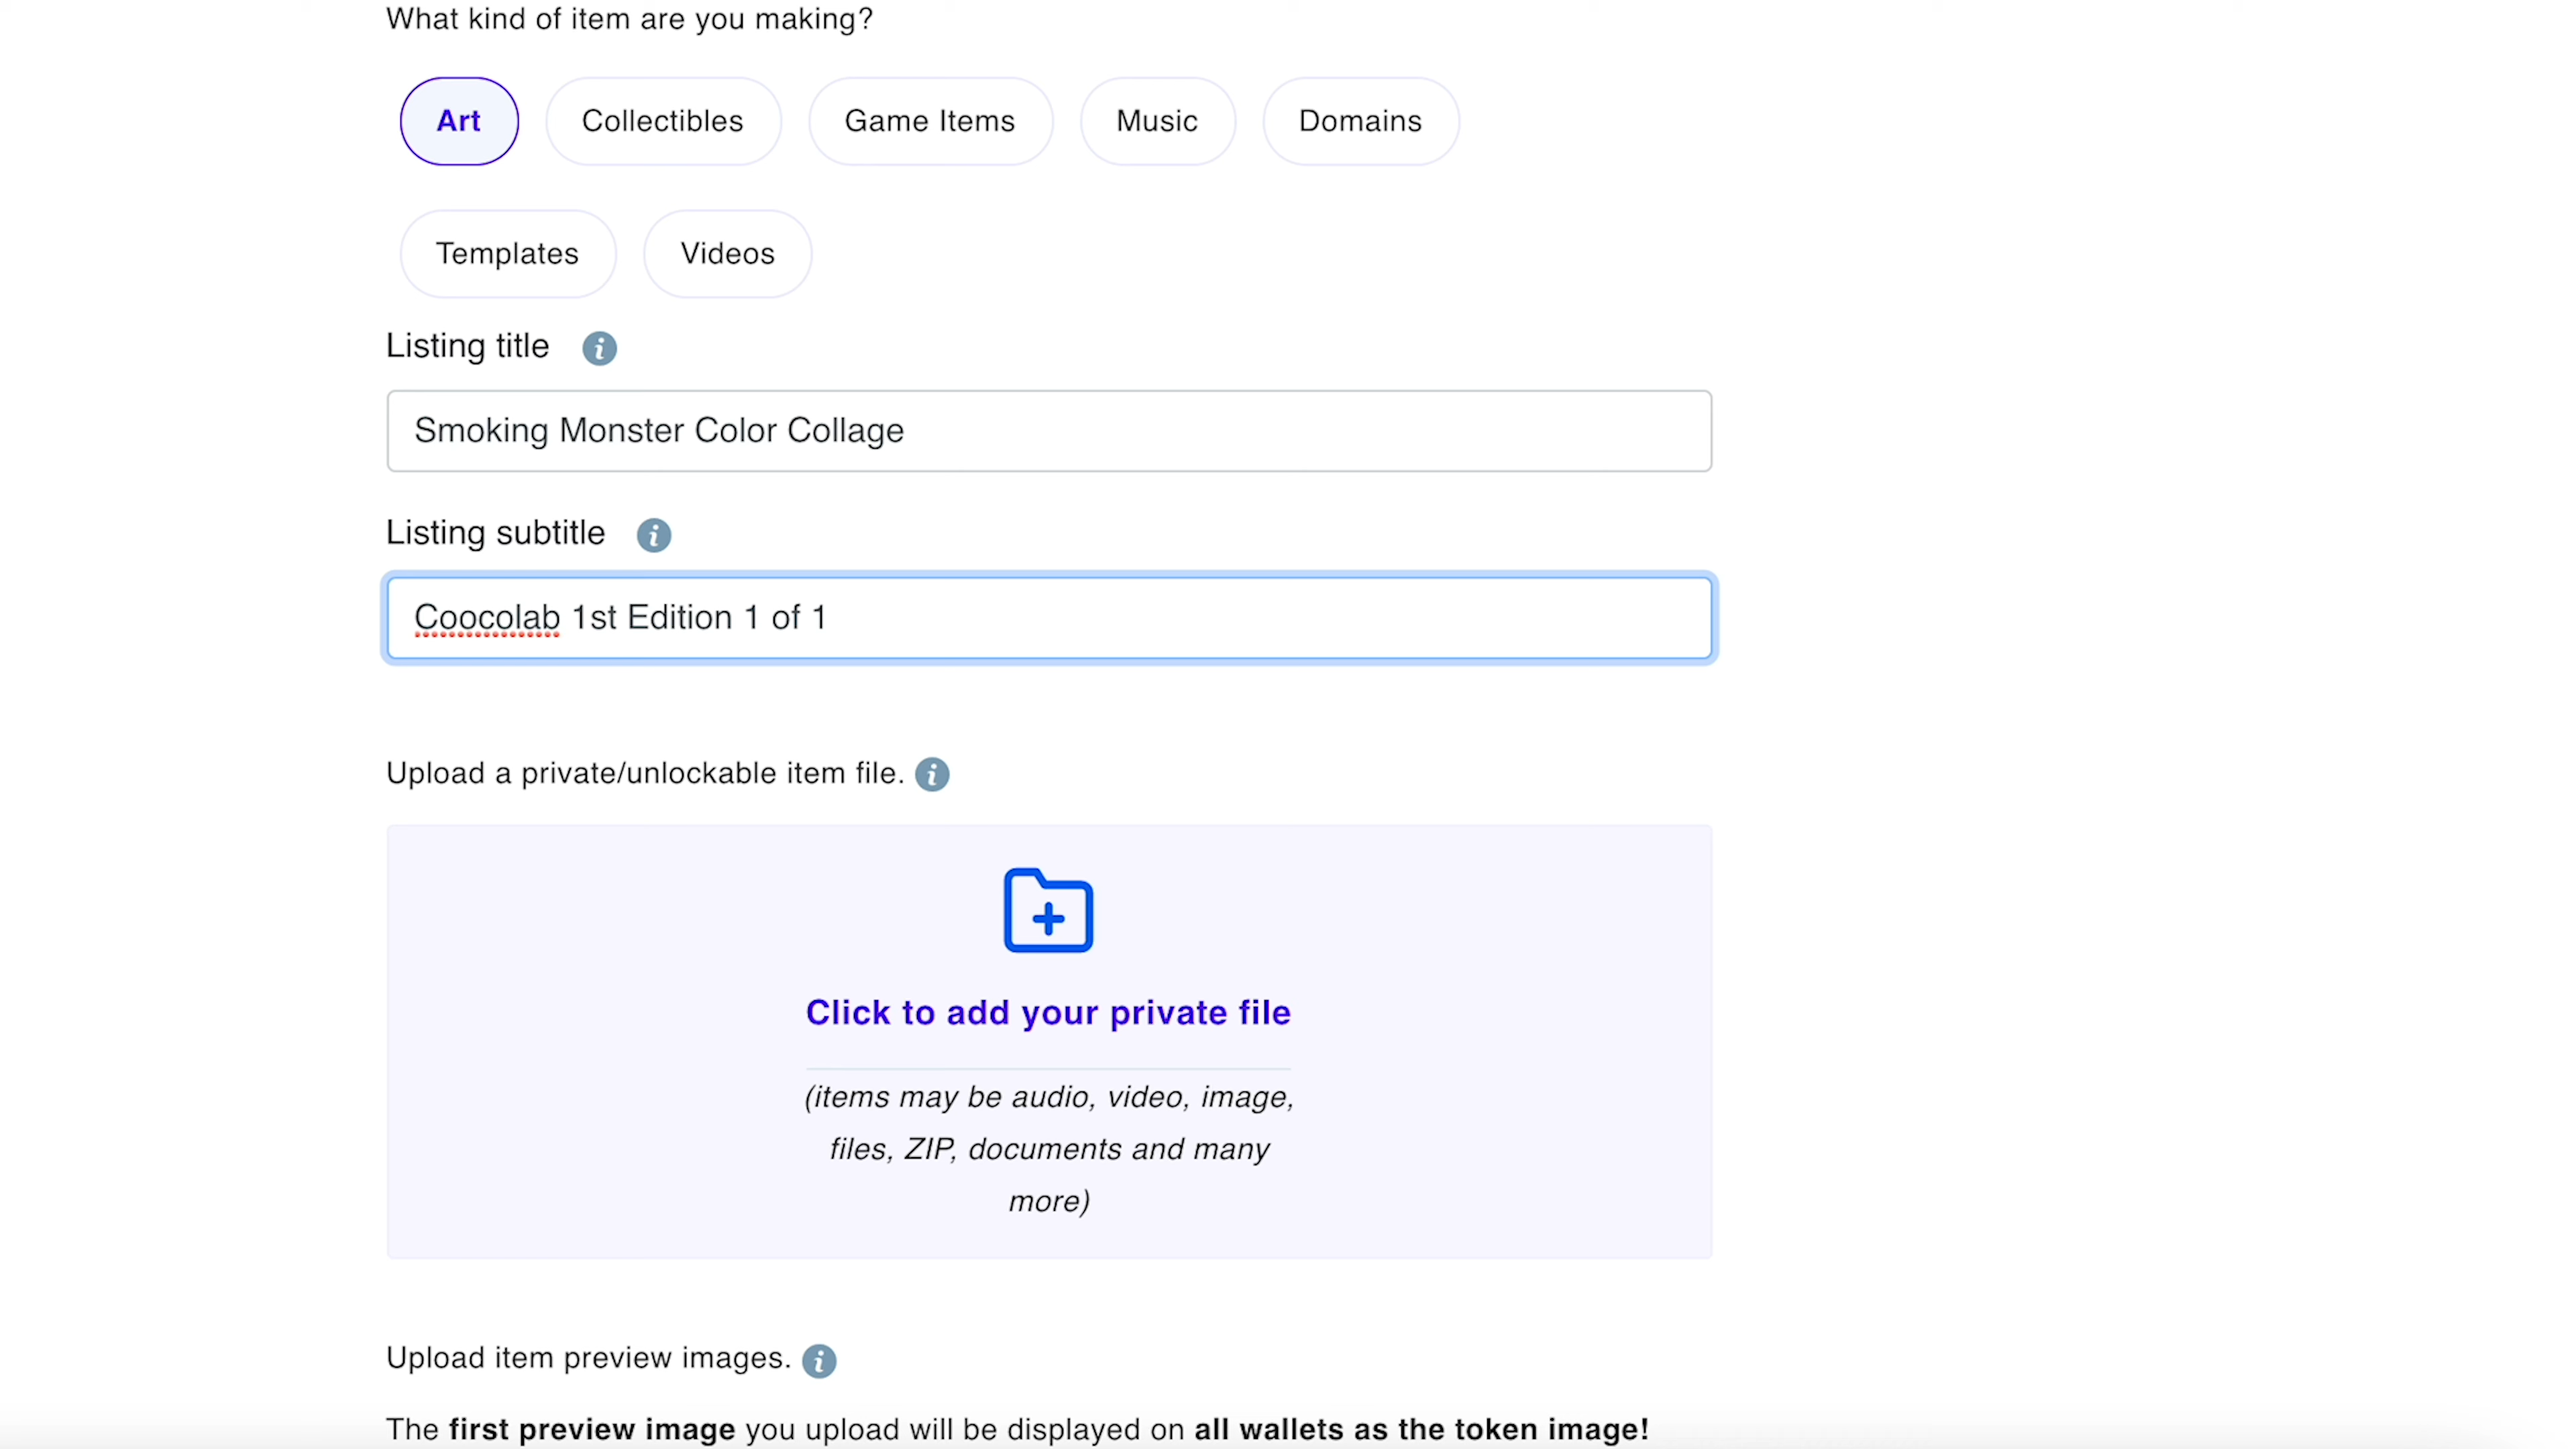 What kind of item are you making?
Art Collectibles Game Items Music Domains
Templates Videos
Listing title i
Smoking Monster Color Collage
Listing subtitle i
Coocolab 1st Edition 1 of 1
Upload a private/unlockable item file. i
Click to add your private file
(items may be audio, video, image,
files, ZIP, documents and many
more)
Upload item preview images. i
The first preview image you upload will be displayed on all wallets as the token image!